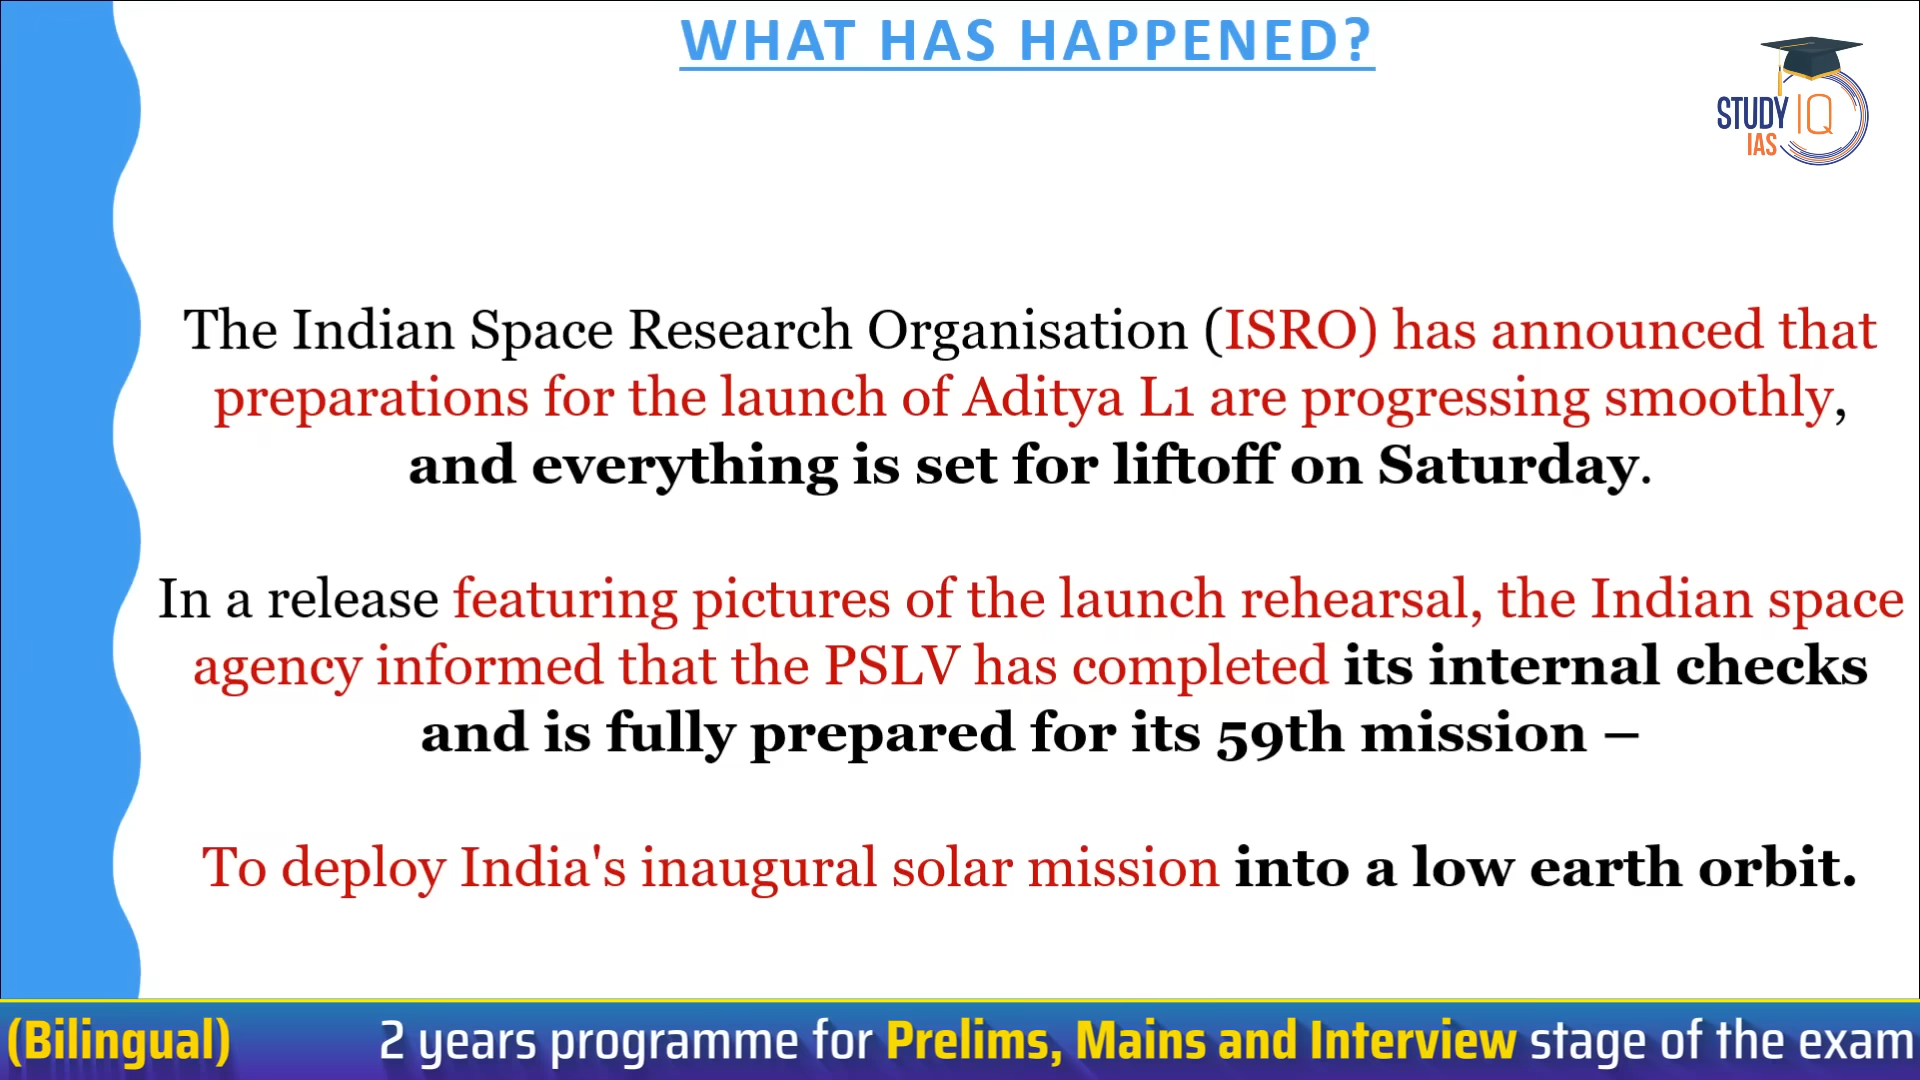 WHAT HAS HAPPENED?
STUDY IQ
IAS
The Indian Space Research Organisation (ISRO) has announced that
preparations for the launch of Aditya L1 are progressing smoothly,
and everything is set for liftoff on Saturday.
In a release featuring pictures of the launch rehearsal, the Indian space
agency informed that the PSLV has completed its internal checks
and is fully prepared for its 59th mission –
To deploy India's inaugural solar mission into a low earth orbit.
(Bilingual) 2 years programme for Prelims, Mains and Interview stage of the exam